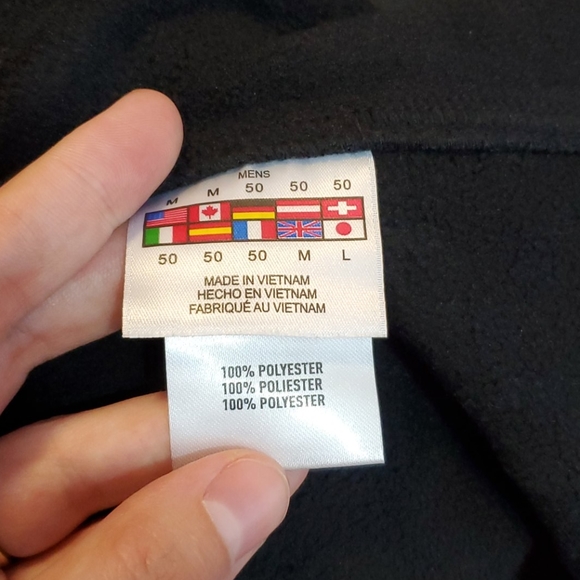 MENS
M M 50 50 50
50 50 50 M L
MADE IN VIETNAM
HECHO EN VIETNAM
FABRIQUÉ AU VIETNAM
100% POLYESTER
100% POLIESTER
100% POLYESTER